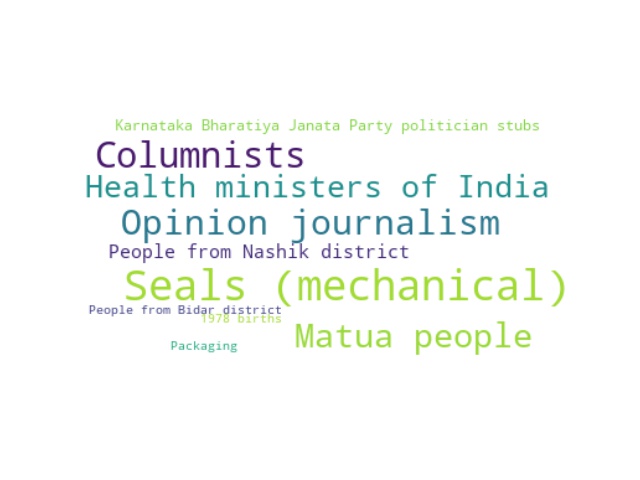 Karnataka Bharatiya Janata Party politician stubs
Columnists
Health ministers of India
Opinion journalism
People from Nashik district
Seals (mechanical)
People from Bidar district
1978 births
Matua people
Packaging